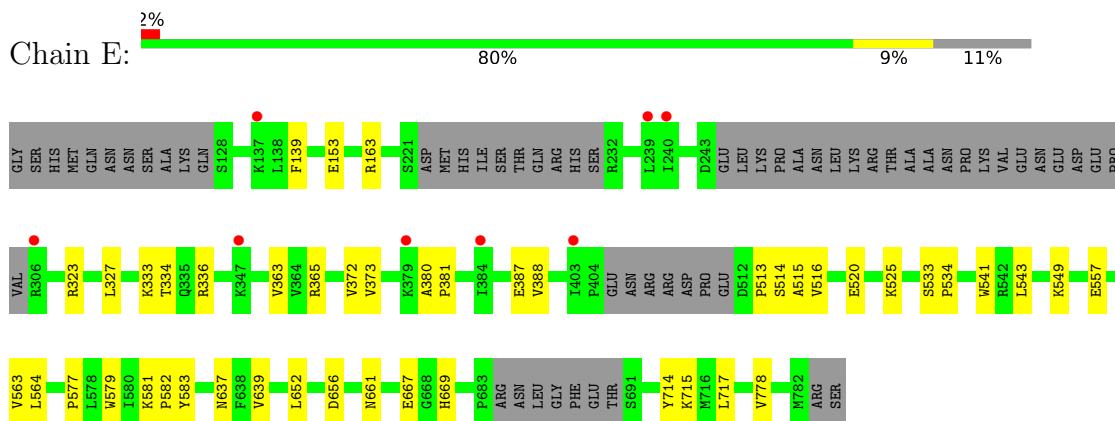 2%
Chain E:
80% 9% 11%
GLY SER HIS MET GLN ASN ASN SER ALA LYS GLN S128 K137 L138 F139 E153 R163 S221 ASP MET HIS ILE SER THR GLN ARG HIS SER R232 L239 I240 D243 GLU LEU LYS PRO ALA ASN LEU LYS ARG THR ALA ALA ASN PRO LYS VAL GLU ASN GLU ASP GLU PRO
VAL R306 R323 L327 K333 T334 Q335 R336 K347 V363 V364 R365 V372 V373 K379 A380 P381 I384 E387 V388 I403 P404 GLU ASN ARG ARG ASP PRO GLU D512 P513 S514 A515 V516 E520 K525 S533 P534 W541 R542 L543 K549 E557
V563 L564 P577 L578 W579 I580 K581 P582 Y583 N637 F638 V639 L652 D656 N661 E667 G668 H669 P683 ARG ASN LEU GLY PHE GLU THR S691 Y714 K715 M716 L717 V778 M782 ARG SER